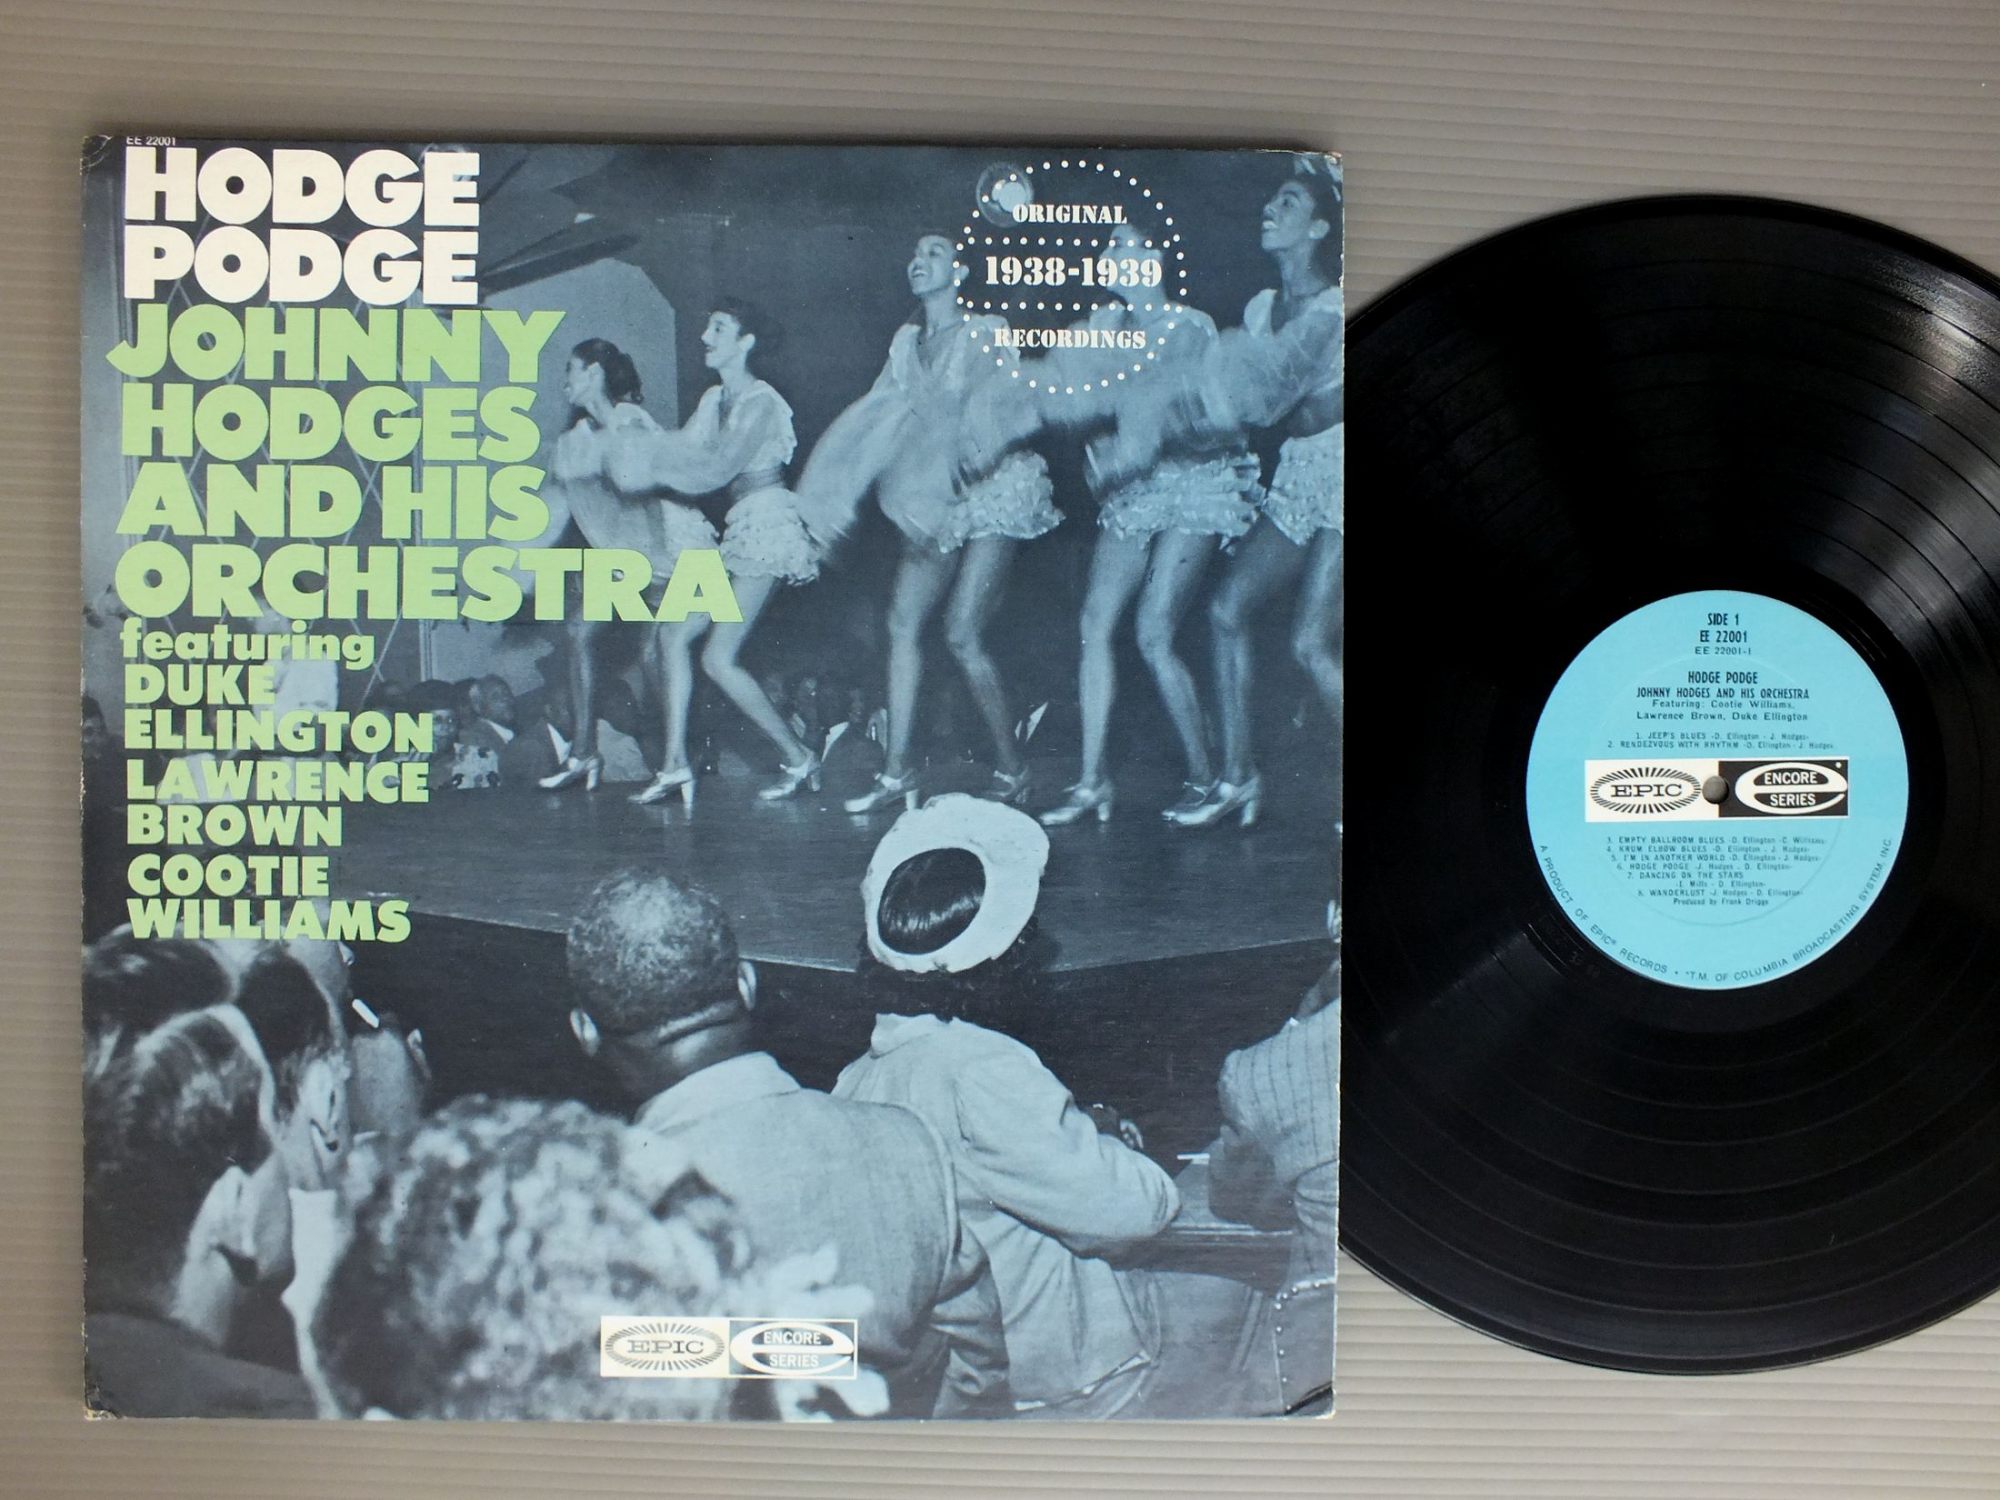 EE 22001
HODGE
PODGE
JOHNNY
HODGES
AND HIS
ORCHESTRA
featuring
DUKE
ELLINGTON
LAWRENCE
BROWN
COOTIE
WILLIAMS
ORIGINAL
1938-1939
RECORDINGS
EPIC
ENCORE
SERIES
SIDE 1
EE 22001
EE 22001-1
HODGE PODGE
JOHNNY HODGES AND HIS ORCHESTRA
Featuring: Cootie Williams,
Lawrence Brown, Duke Ellington
1. JEEP'S BLUES -D. Ellington - J. Hodges-
2. RENDEZVOUS WITH RHYTHM -D. Ellington - J. Hodges
EPIC
ENCORE
SERIES
3. EMPTY BALLROOM BLUES -D. Ellington -C. Williams-
4. KRUM ELBOW BLUES -D. Ellington - J. Hodges-
5. I'M IN ANOTHER WORLD -D. Ellington - J. Hodges-
6. HODGE PODGE -J. Hodges - D. Ellington-
7. DANCING ON THE STARS
-I. Mills - D. Ellington-
8. WANDERLUST -J. Hodges - D. Ellington-
Produced by Frank Driggs
A PRODUCT OF EPIC® RECORDS • "T.M. OF COLUMBIA BROADCASTING SYSTEM, INC.